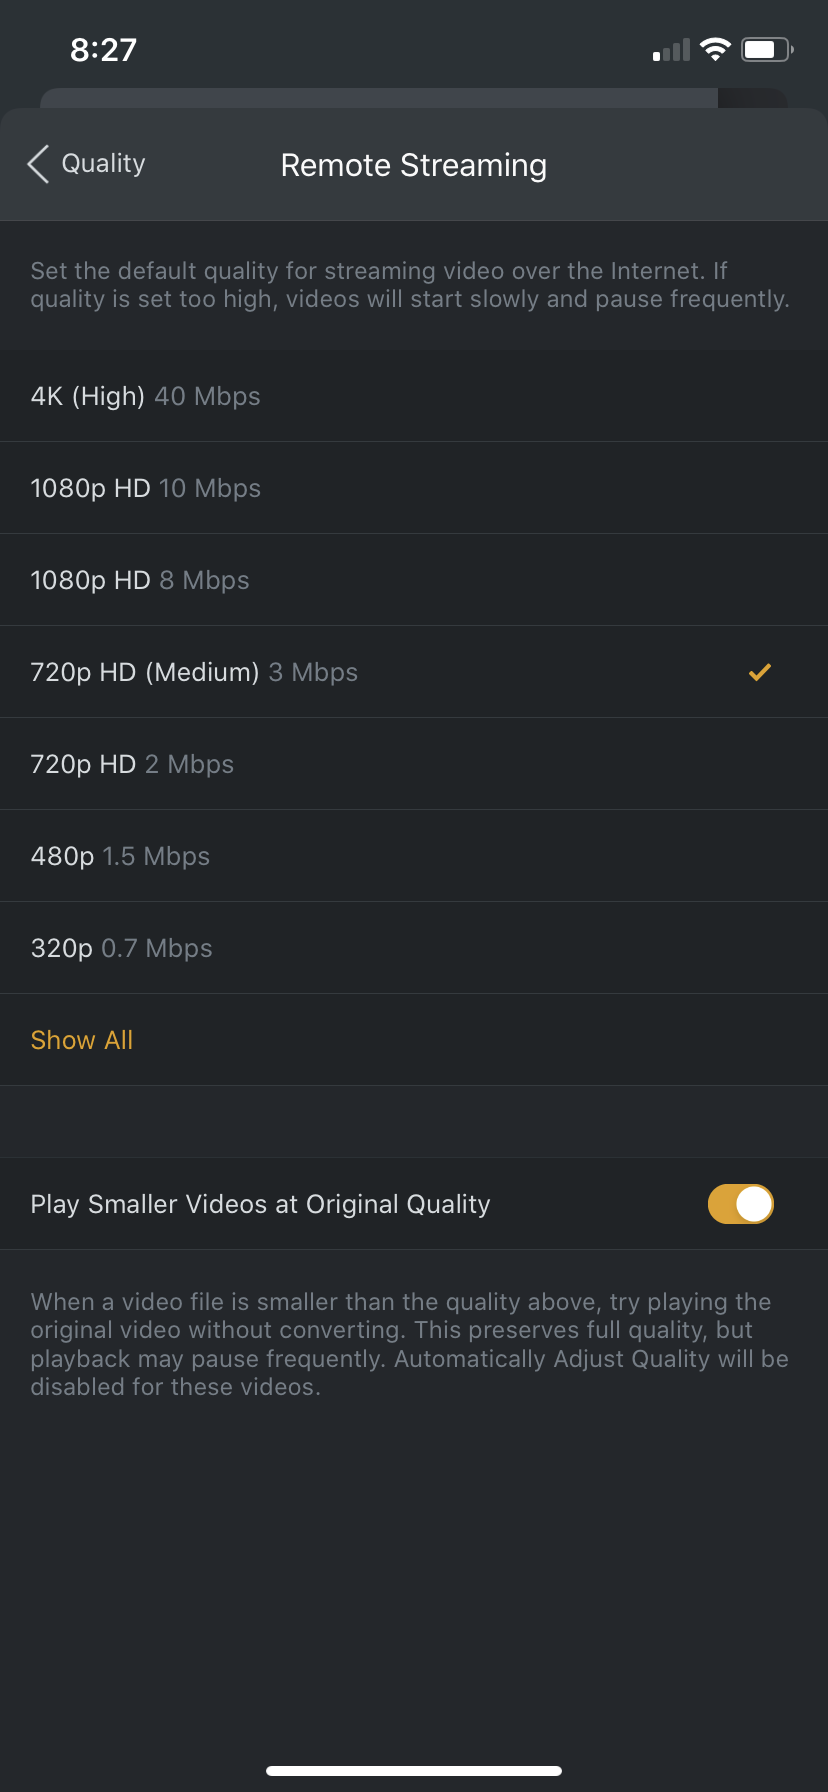 8:27
Quality
Remote Streaming
Set the default quality for streaming video over the Internet. If
quality is set too high, videos will start slowly and pause frequently.
4K (High) 40 Mbps
1080p HD 10 Mbps
1080p HD 8 Mbps
720p HD (Medium) 3 Mbps
720p HD 2 Mbps
480p 1.5 Mbps
320p 0.7 Mbps
Show All
Play Smaller Videos at Original Quality
When a video file is smaller than the quality above, try playing the
original video without converting. This preserves full quality, but
playback may pause frequently. Automatically Adjust Quality will be
disabled for these videos.